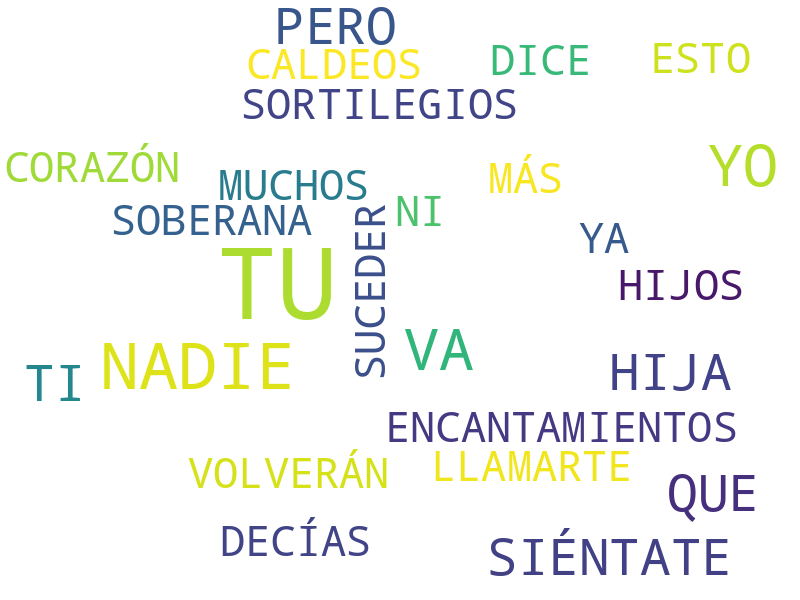 PERO
CALDEOS DICE ESTO
SORTILEGIOS
CORAZÓN MUCHOS MÁS YO
SOBERANA NI YA
TU SUCEDER HIJOS
TI NADIE VA HIJA
ENCANTAMIENTOS
VOLVERÁN LLAMARTE QUE
DECÍAS SIÉNTATE